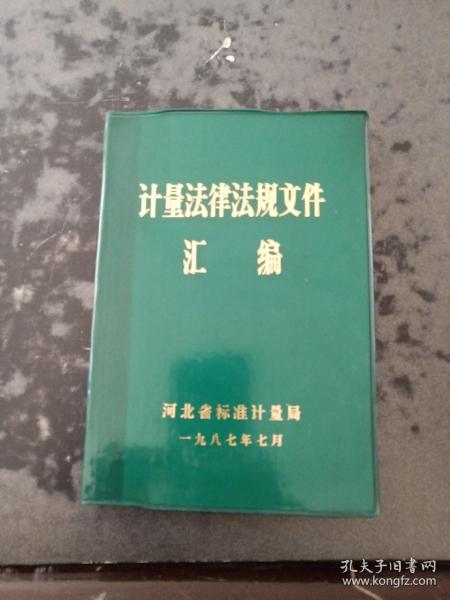 计量法律法规文件
汇编
河北省标准计量局
一九八七年七月
孔夫子旧书网
www.kongfz.com